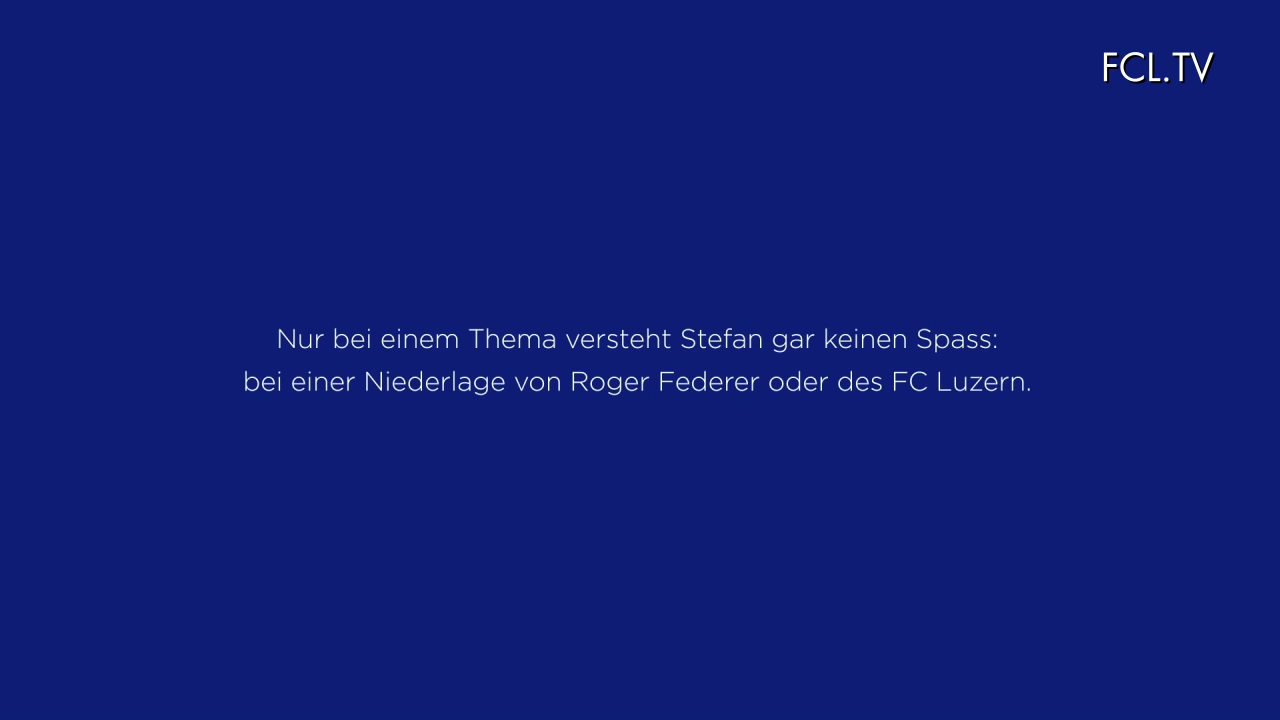 FCL.TV
Nur bei einem Thema versteht Stefan gar keinen Spass:
bei einer Niederlage von Roger Federer oder des FC Luzern.